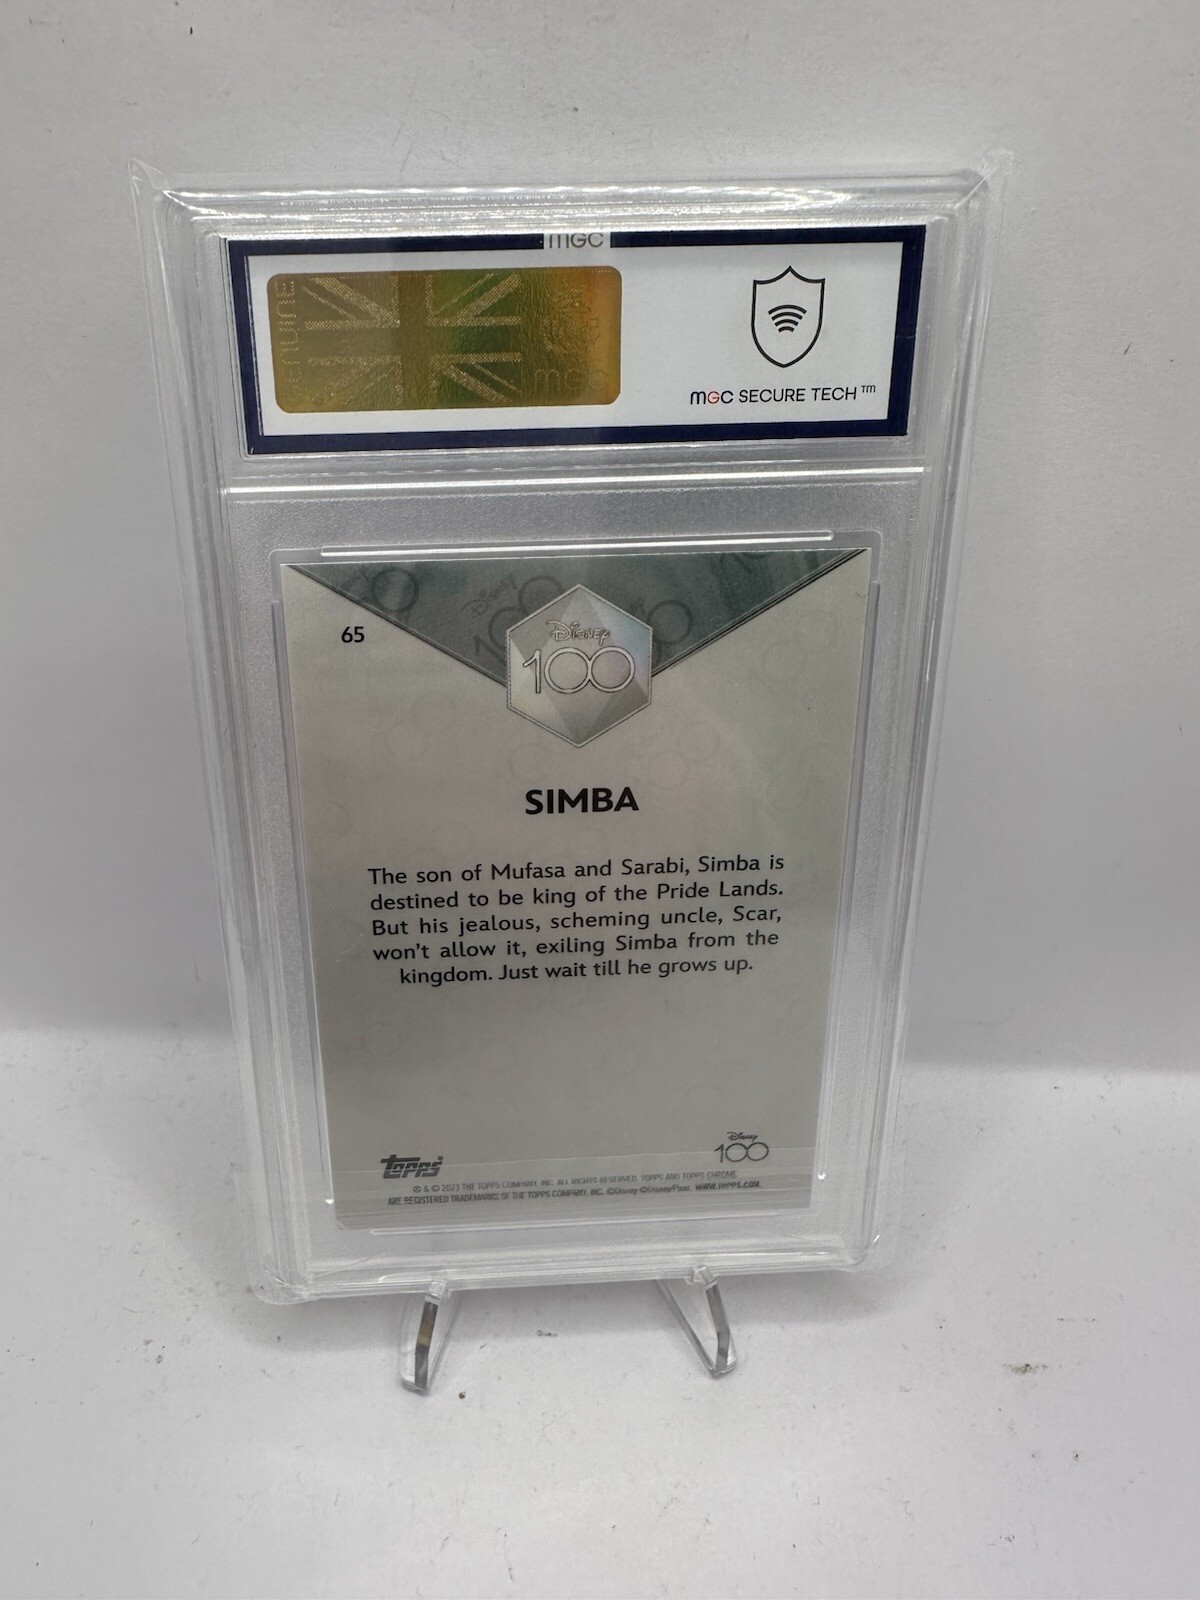 MGC
GENUINE
MGC
MGC SECURE TECH™
65
Disney
100
SIMBA
The son of Mufasa and Sarabi, Simba is
destined to be king of the Pride Lands.
But his jealous, scheming uncle, Scar,
won't allow it, exiling Simba from the
kingdom. Just wait till he grows up.
Topps
Disney
100
® & © 2023 THE TOPPS COMPANY, INC. ALL RIGHTS RESERVED. TOPPS AND TOPPS CHROME
ARE REGISTERED TRADEMARKS OF THE TOPPS COMPANY, INC. ©Disney ©Disney/Pixar. WWW.TOPPS.COM